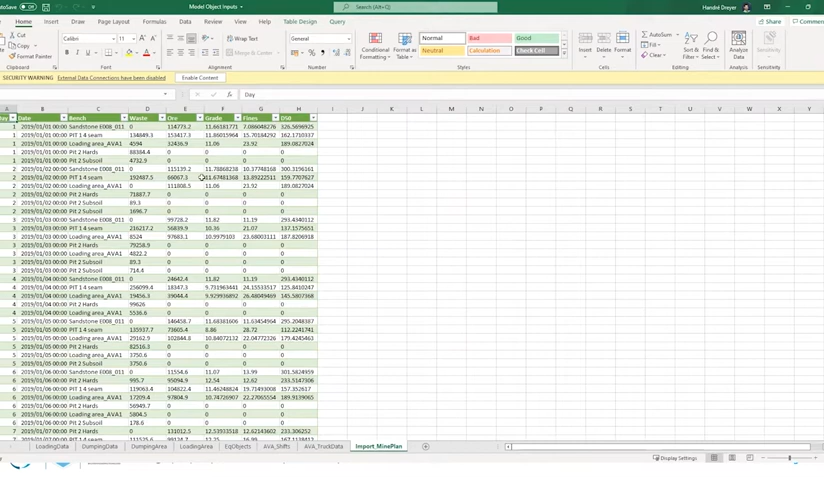 AutoSave Off Model Object Inputs Search Handré Dreyer
Home Draw Page Layout Formulas Data Review View Help Table Design Query Share Comments
Cut Calibri 11 Wrap Text General Normal Bad Good AutoSum
Copy Fill
Format Painter Merge & Center Conditional Formatting Format as Table Neutral Calculation Check Cell Insert Delete Format Clear Sort & Filter Find & Select Analyze Data Sensitivity
Clipboard Font Alignment Number Styles Cells Editing Analysis Sensitivity
SECURITY WARNING External Data Connections have been disabled Enable Content
Day
A B C D E F G H I J K L M N O P Q R S T U V W X Y
Day Date Bench Waste Ore Grade Fines D50
1 2019/01/01 00:00 Sandstone E008_011 0 114773.2 11.66181771 7.086048276 326.5696925
1 2019/01/01 00:00 PIT 1 4 seam 134849.3 153417.3 11.86015964 15.70184292 162.1710337
1 2019/01/01 00:00 Loading area_AVA1 4594 32436.9 11.06 23.92 189.0827024
1 2019/01/01 00:00 Pit 2 Hards 88384.4 0 0 0 0
1 2019/01/01 00:00 Pit 2 Subsoil 4732.9 0 0 0 0
2 2019/01/02 00:00 Sandstone E008_011 0 115139.2 11.78868238 10.37748168 300.3196161
2 2019/01/02 00:00 PIT 1 4 seam 192487.5 66067.3 11.67481368 13.89222511 159.7707627
2 2019/01/02 00:00 Loading area_AVA1 0 111808.5 11.06 23.92 189.0827024
2 2019/01/02 00:00 Pit 2 Hards 71887.7 0 0 0 0
2 2019/01/02 00:00 Pit 2 Subsoil 89.3 0 0 0 0
2 2019/01/02 00:00 Pit 2 Subsoil 1696.7 0 0 0 0
3 2019/01/03 00:00 Sandstone E008_011 0 99728.2 11.82 11.19 293.4340112
3 2019/01/03 00:00 PIT 1 4 seam 216217.2 56839.9 10.36 21.07 137.1575651
3 2019/01/03 00:00 Loading area_AVA1 8524 97683.1 10.9979103 23.68003111 187.8206918
3 2019/01/03 00:00 Pit 2 Hards 79258.9 0 0 0 0
3 2019/01/03 00:00 Loading area_AVA1 4822.2 0 0 0 0
3 2019/01/03 00:00 Pit 2 Subsoil 89.3 0 0 0 0
3 2019/01/03 00:00 Pit 2 Subsoil 714.4 0 0 0 0
4 2019/01/04 00:00 Sandstone E008_011 0 24642.4 11.82 11.19 293.4340112
4 2019/01/04 00:00 PIT 1 4 seam 256099.4 18347.3 9.731963441 24.15533517 125.8410247
4 2019/01/04 00:00 Loading area_AVA1 19456.3 39044.4 9.929936892 26.48049469 145.5807368
4 2019/01/04 00:00 Pit 2 Hards 99626 0 0 0 0
4 2019/01/04 00:00 Loading area_AVA1 5536.6 0 0 0 0
5 2019/01/05 00:00 Sandstone E008_011 0 146458.7 11.68381606 11.63454964 295.2048387
5 2019/01/05 00:00 PIT 1 4 seam 135937.7 73605.4 8.86 28.72 112.2241741
5 2019/01/05 00:00 Loading area_AVA1 29162.9 102844.8 10.84072132 22.04772326 179.4245463
5 2019/01/05 00:00 Pit 2 Hards 82516.3 0 0 0 0
5 2019/01/05 00:00 Loading area_AVA1 3750.6 0 0 0 0
5 2019/01/05 00:00 Pit 2 Subsoil 3750.6 0 0 0 0
6 2019/01/06 00:00 Sandstone E008_011 0 11554.6 11.07 13.99 301.5824959
6 2019/01/06 00:00 Pit 2 Hards 995.7 95094.9 12.54 12.62 233.5147306
6 2019/01/06 00:00 PIT 1 4 seam 119063.4 104822.4 11.46248824 19.71493001 157.352617
6 2019/01/06 00:00 Loading area_AVA1 17209.4 97804.9 10.74726907 22.27065554 189.9139065
6 2019/01/06 00:00 Pit 2 Hards 56949.7 0 0 0 0
6 2019/01/06 00:00 Loading area_AVA1 5804.5 0 0 0 0
6 2019/01/06 00:00 Pit 2 Subsoil 178.6 0 0 0 0
7 2019/01/07 00:00 Pit 2 Hards 0 131012.5 12.53933518 12.62143602 233.306252
LoadingData DumpingData DumpingArea LoadingArea EqObjects AVA_Shifts AVA_TruckData Import_MinePlan
Display Settings